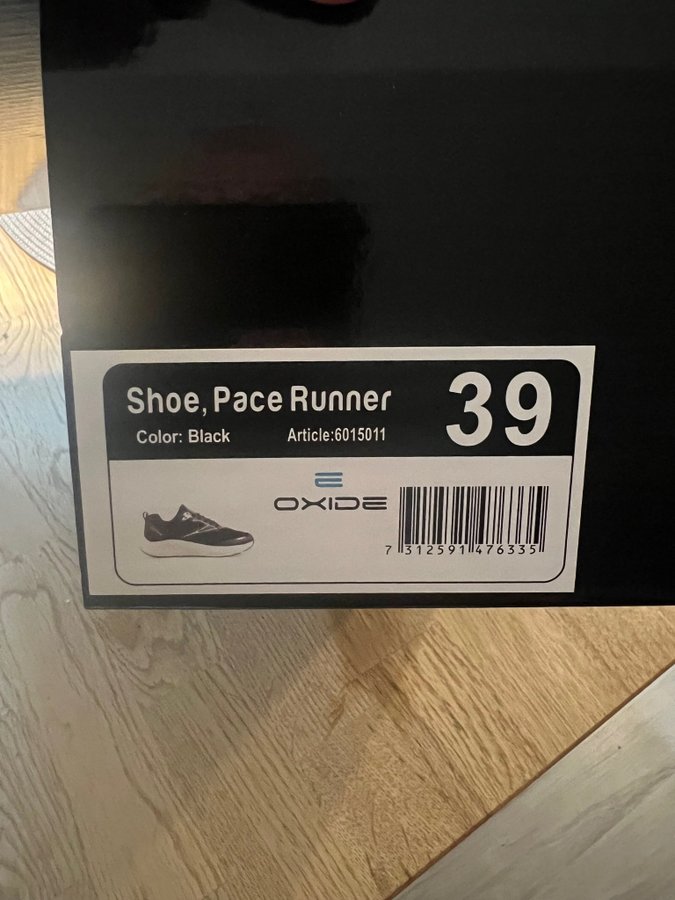 Shoe, Pace Runner
39
Color: Black
Article:6015011
OXIDE
7 312591 476335